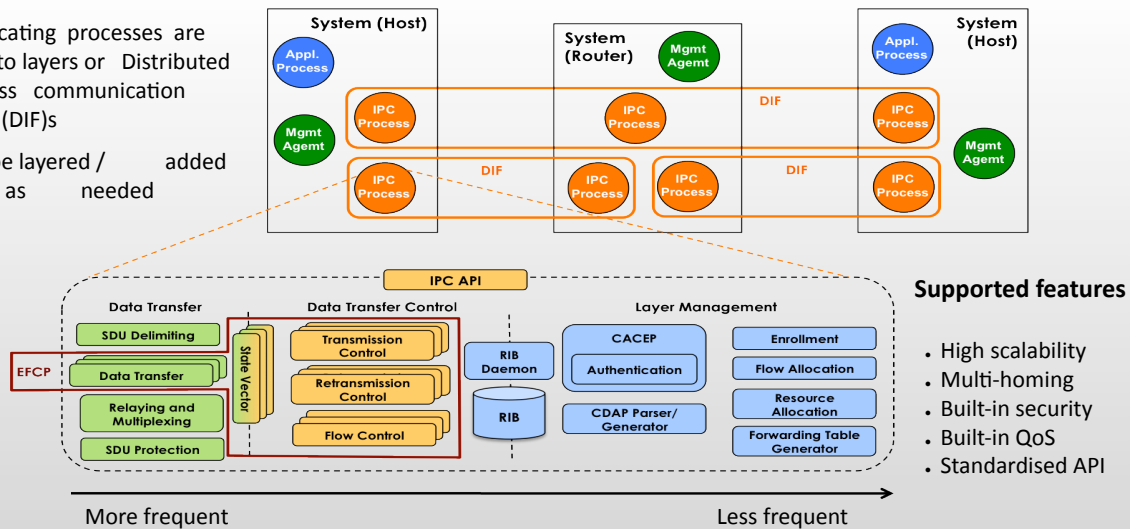 cating processes are
to layers or Distributed
ss communication
(DIF)s
be layered / added
as needed
System (Host)
Appl.
Process
Mgmt
Agemt
IPC
Process
IPC
Process
System
(Router)
Mgmt
Agemt
IPC
Process
IPC
Process
IPC
Process
System
(Host)
Appl.
Process
IPC
Process
IPC
Process
Mgmt
Agemt
DIF
DIF
DIF
IPC API
Data Transfer
SDU Delimiting
EFCP
Data Transfer
Relaying and
Multiplexing
SDU Protection
State Vector
Data Transfer Control
Transmission
Control
Retransmission
Control
Flow Control
Layer Management
RIB
Daemon
RIB
CACEP
Authentication
CDAP Parser/
Generator
Enrollment
Flow Allocation
Resource
Allocation
Forwarding Table
Generator
More frequent
Less frequent
Supported features
• High scalability
• Multi-homing
• Built-in security
• Built-in QoS
• Standardised API